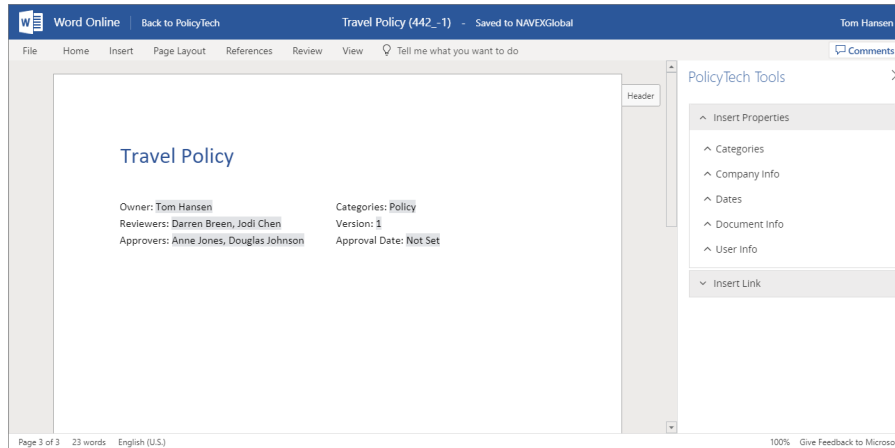 Word Online Back to PolicyTech Travel Policy (442_-1) - Saved to NAVEXGlobal Tom Hansen
File Home Insert Page Layout References Review View Tell me what you want to do Comments
PolicyTech Tools
Header
Insert Properties
Travel Policy
Categories
Company Info
Owner: Tom Hansen Categories: Policy
Dates
Reviewers: Darren Breen, Jodi Chen Version: 1
Approvers: Anne Jones, Douglas Johnson Approval Date: Not Set
Document Info
User Info
Insert Link
Page 3 of 3 23 words English (U.S.) 100% Give Feedback to Microso